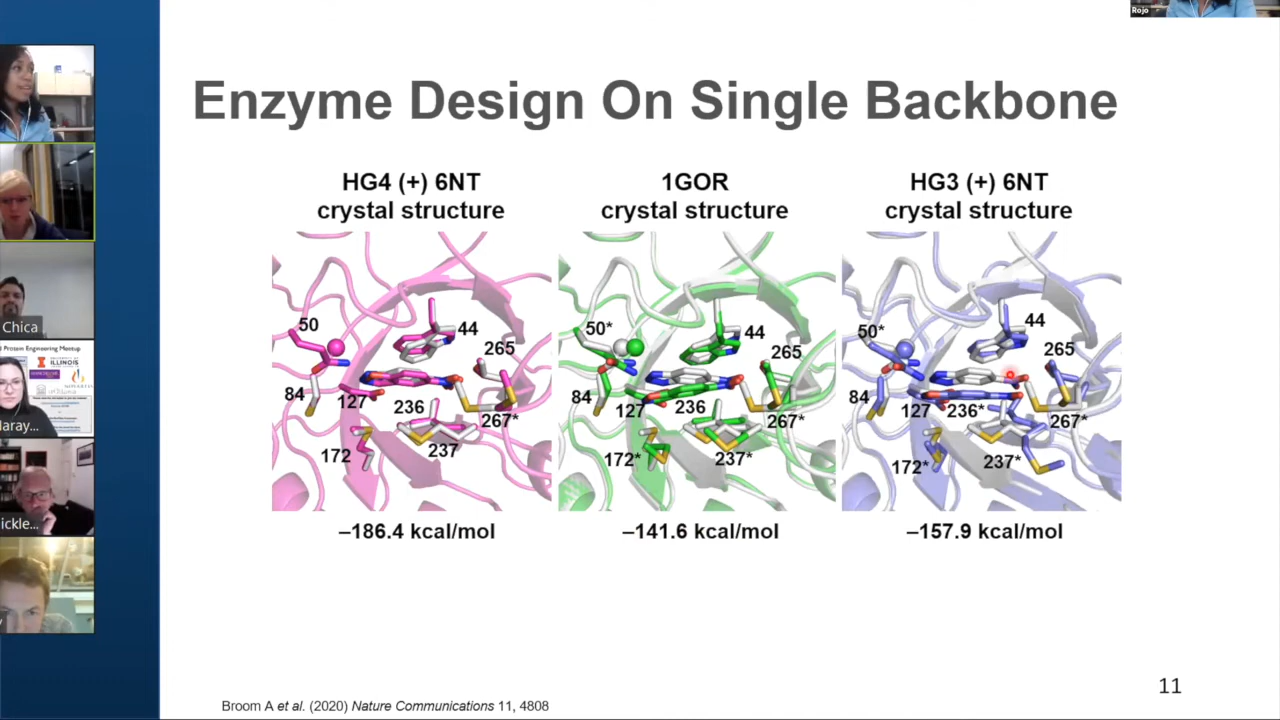 Rojo
Enzyme Design On Single Backbone
HG4 (+) 6NT
crystal structure
50
44
265
84
127
236
267*
172
237
–186.4 kcal/mol
1GOR
crystal structure
50*
44
265
84
127
236
267*
172*
237*
–141.6 kcal/mol
HG3 (+) 6NT
crystal structure
50*
44
265
84
127
236*
267*
172*
237*
–157.9 kcal/mol
Broom A et al. (2020) Nature Communications 11, 4808
11
Chica
Protein Engineering Meetup
ILLINOIS
ickle...